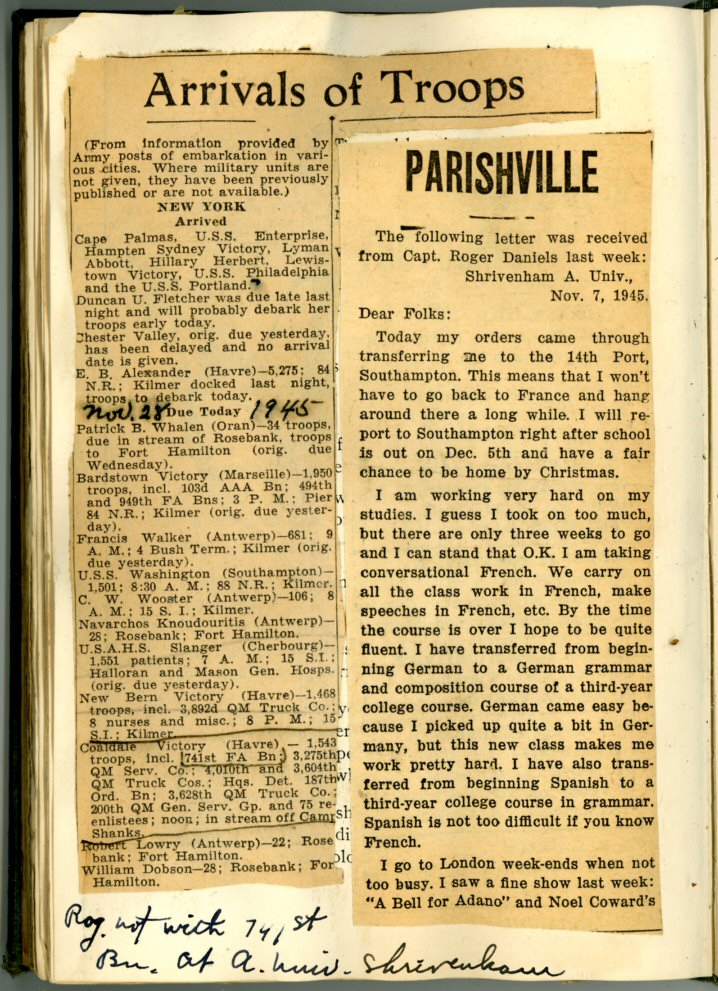 Arrivals of Troops
(From information provided by
Army posts of embarkation in vari-
ous cities. Where military units are
not given, they have been previously
published or are not available.)
NEW YORK
Arrived
Cape Palmas, U.S.S. Enterprise,
Hampten Sydney Victory, Lyman
Abbott, Hillary Herbert, Lewis-
town Victory, U.S.S. Philadelphia
and the U.S.S. Portland.
Duncan U. Fletcher was due late last
night and will probably debark her
troops early today.
Chester Valley, orig. due yesterday,
has been delayed and no arrival
date is given.
E. B. Alexander (Havre)—5,275; 84
N.R.; Kilmer docked last night,
troops to debark today.
Nov. 28 Due Today 1945
Patrick B. Whalen (Oran)—34 troops,
due in stream of Rosebank, troops
to Fort Hamilton (orig. due
Wednesday).
Bardstown Victory (Marseille)—1,950
troops, incl. 103d AAA Bn; 494th
and 949th FA Bns; 3 P. M.; Pier
84 N.R.; Kilmer (orig. due yester-
day).
Francis Walker (Antwerp)—681; 9
A. M.; 4 Bush Term.; Kilmer (orig.
due yesterday).
U.S.S. Washington (Southampton)—
1,501; 8:30 A. M.; 88 N.R.; Kilmer.
C. W. Wooster (Antwerp)—106; 8
A. M.; 15 S. I.; Kilmer.
Navarchos Knoudouritis (Antwerp)—
28; Rosebank; Fort Hamilton.
U.S.A.H.S. Slanger (Cherbourg)—
1,551 patients; 7 A. M.; 15 S.I.;
Halloran and Mason Gen. Hosps.
(orig. due yesterday).
New Bern Victory (Havre)—1,468
troops, incl. 3,892d QM Truck Co.;
8 nurses and misc.; 8 P. M.; 15
S.I.; Kilmer.
Coaldale Victory (Havre)—1,543
troops, incl. 741st FA Bn; 3,275th
QM Serv. Co.; 4,010th and 3,604th
QM Truck Cos.; Hqs. Det. 187th
Ord. Bn; 3,628th QM Truck Co.;
200th QM Gen. Serv. Gp. and 75 re-
enlistees; noon; in stream off Camp
Shanks.
Robert Lowry (Antwerp)—22; Rose
bank; Fort Hamilton.
William Dobson—28; Rosebank; For
Hamilton.
PARISHVILLE
The following letter was received
from Capt. Roger Daniels last week:
Shrivenham A. Univ.,
Nov. 7, 1945.
Dear Folks:
Today my orders came through
transferring me to the 14th Port,
Southampton. This means that I won't
have to go back to France and hang
around there a long while. I will re-
port to Southampton right after school
is out on Dec. 5th and have a fair
chance to be home by Christmas.
I am working very hard on my
studies. I guess I took on too much,
but there are only three weeks to go
and I can stand that O.K. I am taking
conversational French. We carry on
all the class work in French, make
speeches in French, etc. By the time
the course is over I hope to be quite
fluent. I have transferred from begin-
ning German to a German grammar
and composition course of a third-year
college course. German came easy be-
cause I picked up quite a bit in Ger-
many, but this new class makes me
work pretty hard. I have also trans-
ferred from beginning Spanish to a
third-year college course in grammar.
Spanish is not too difficult if you know
French.
I go to London week-ends when not
too busy. I saw a fine show last week:
"A Bell for Adano" and Noel Coward's
Rog. not with 741st
Bn. at A. Univ. Shrivenham